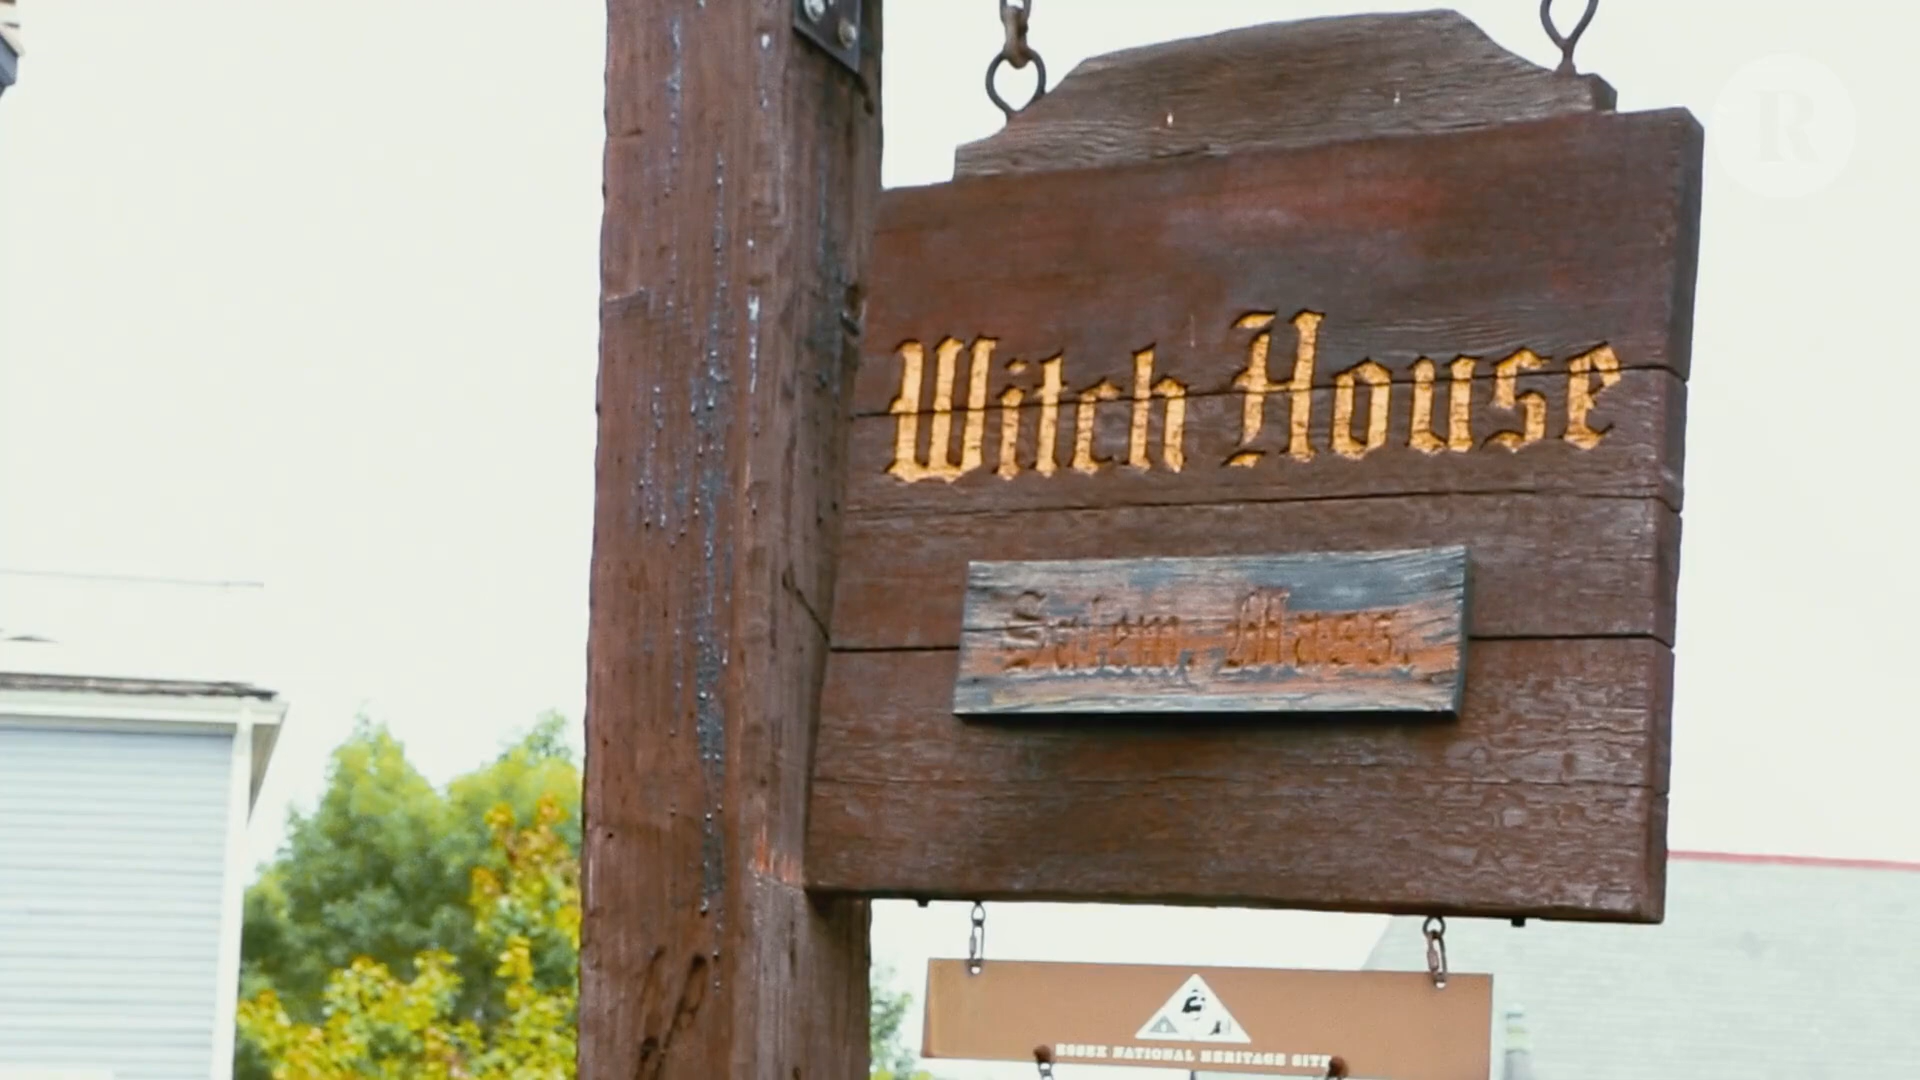 R
Witch House
Salem, Mass.
ESSEX NATIONAL HERITAGE SITE